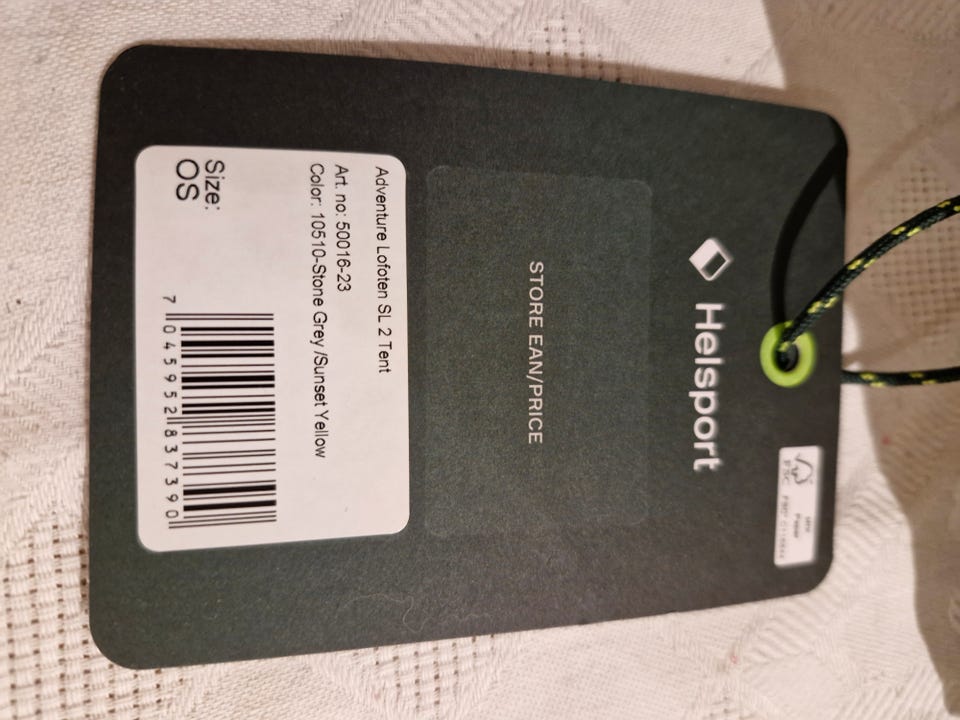 Helsport
FSC
STORE EAN/PRICE
Adventure Lofoten SL 2 Tent
Art. no: 50016-23
Color: 10510-Stone Grey /Sunset Yellow
Size:
OS
7 045952 837390